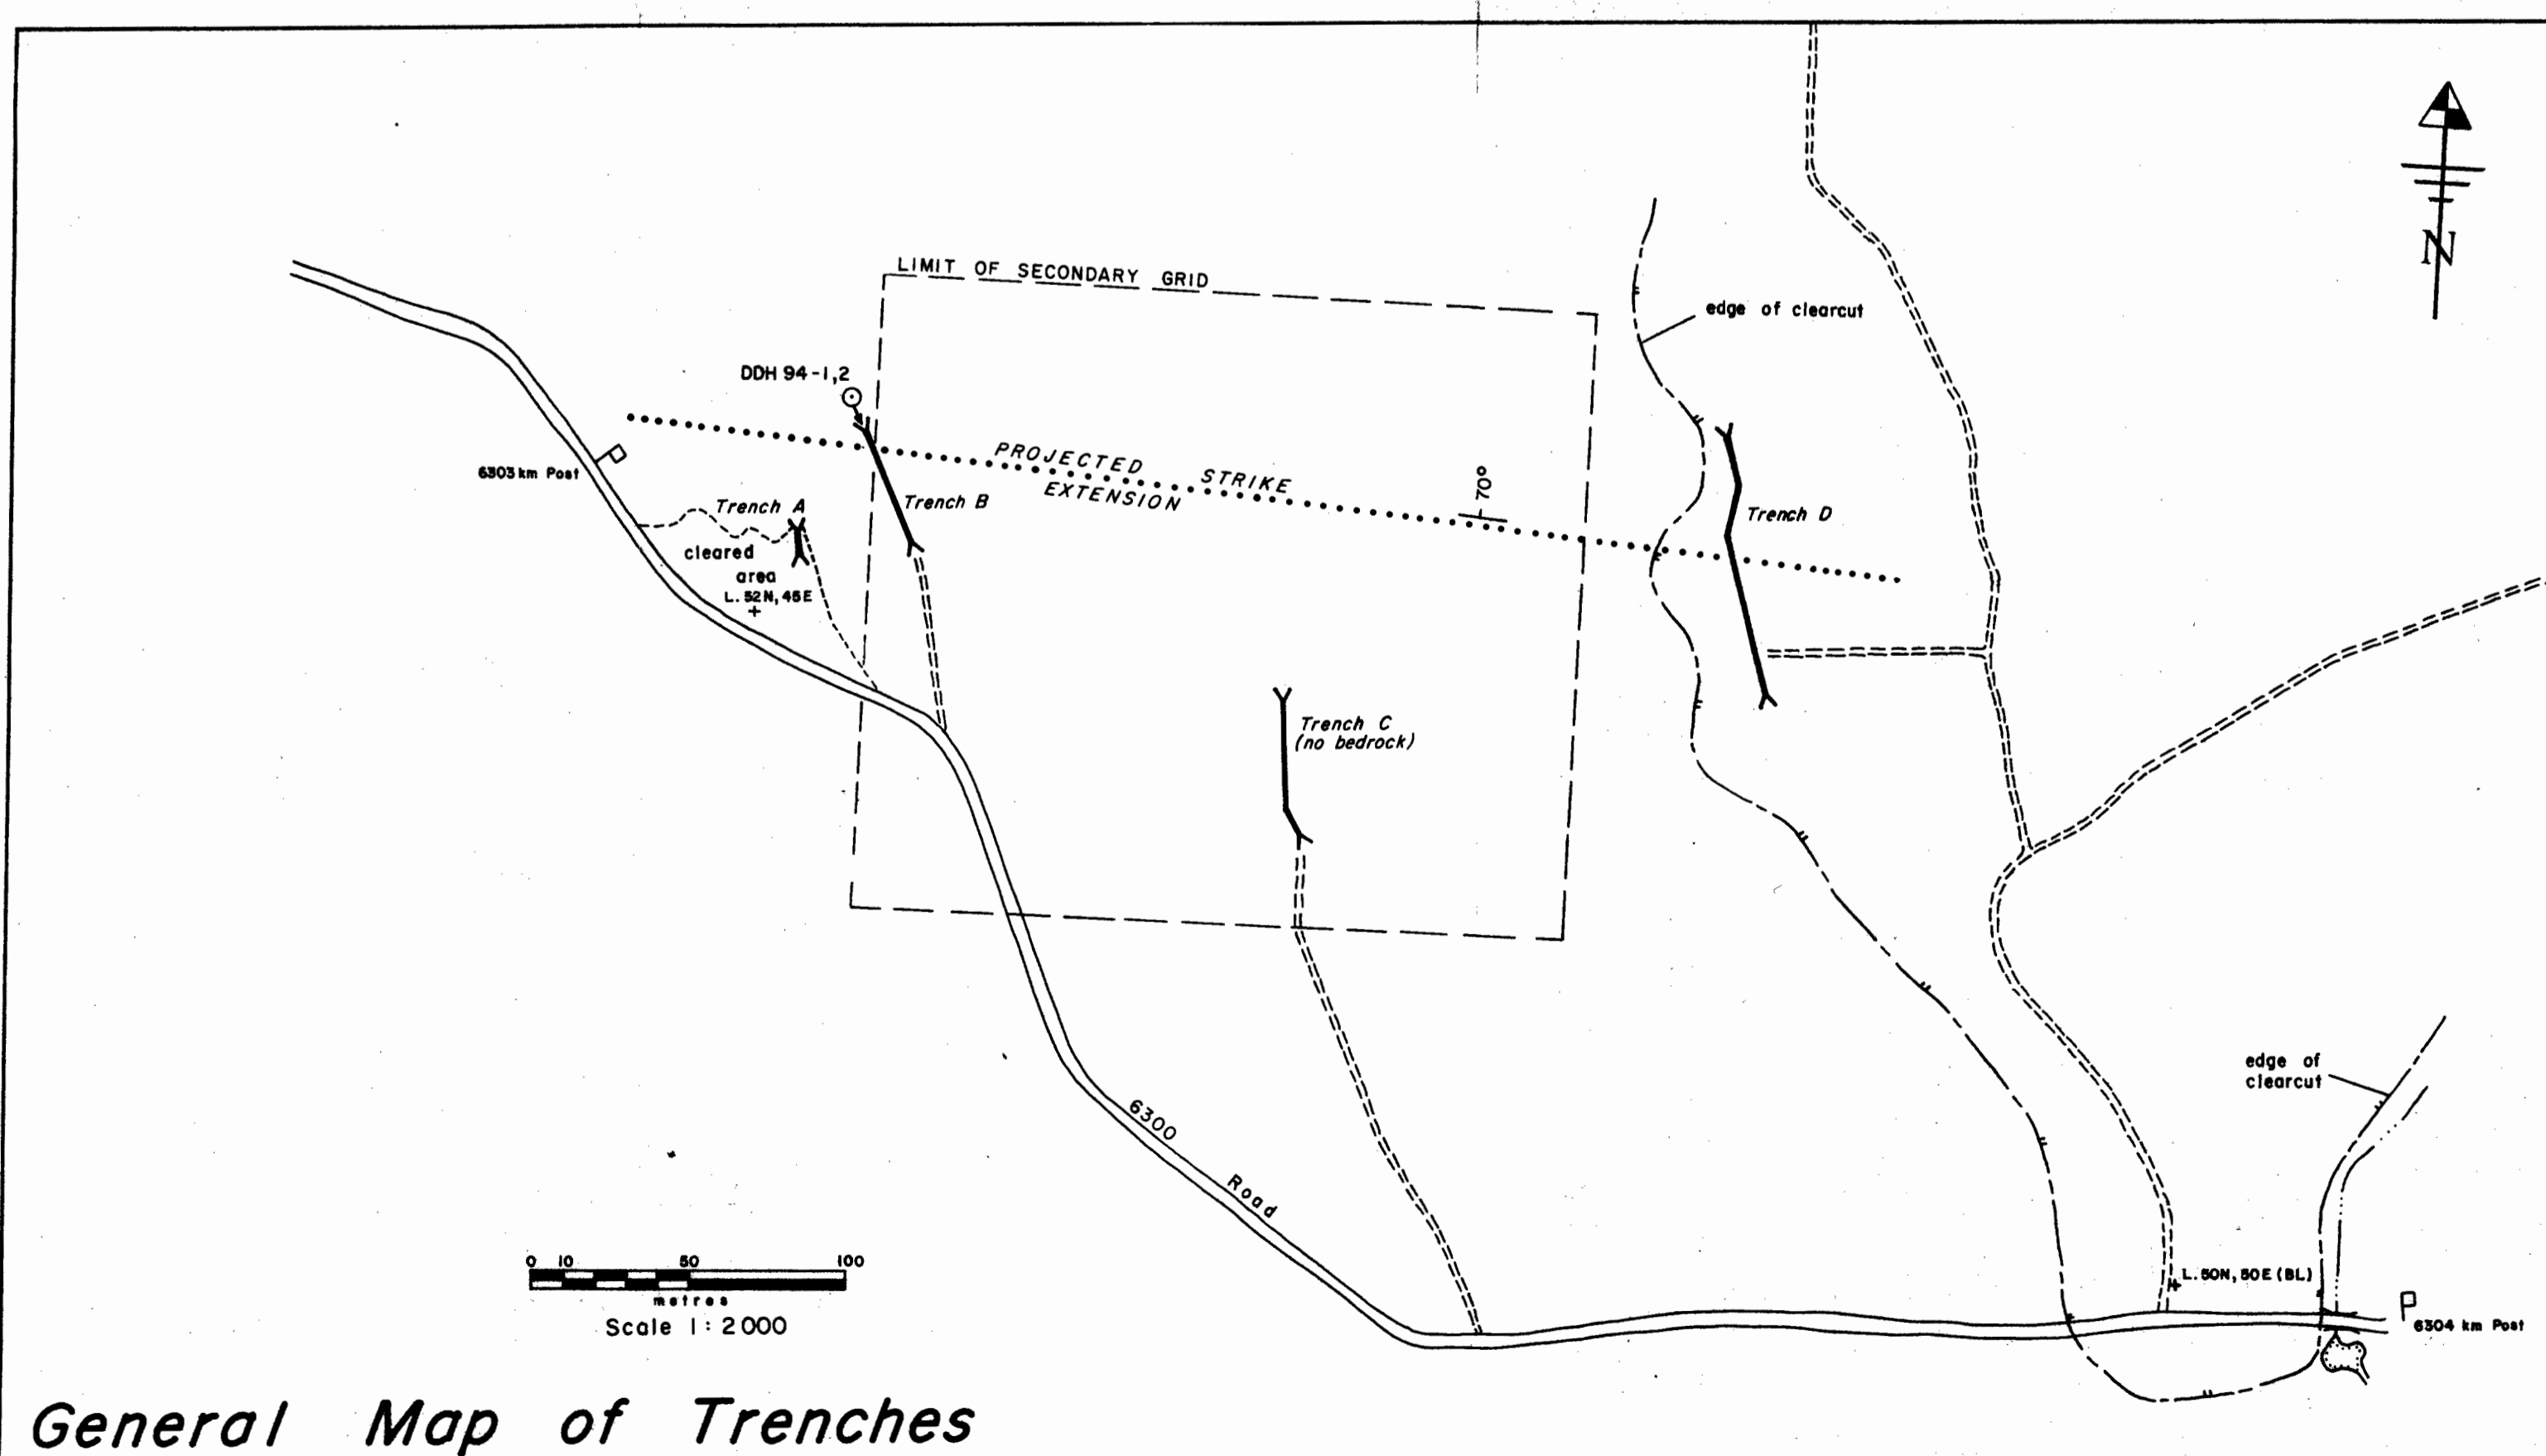 N
LIMIT OF SECONDARY GRID
edge of clearcut
DDH 94-1,2
PROJECTED STRIKE
EXTENSION
70°
6303 km Post
Trench A
Trench B
Trench D
cleared
area
L. 52N, 45E
+
Trench C
(no bedrock)
edge of
clearcut
6300 Road
0 10 50 100
metres
Scale 1:2000
L. 50N, 50E (BL)
+
6304 km Post
General Map of Trenches